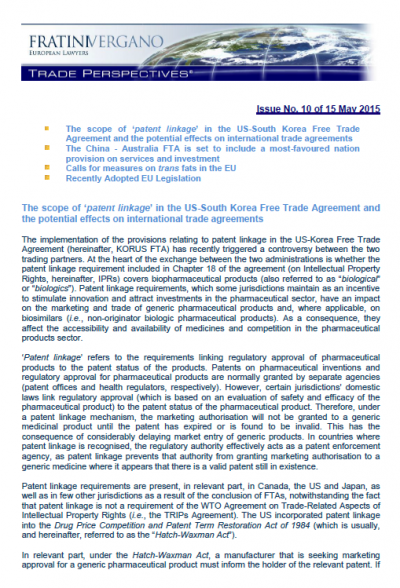 FRATINIVERGANO
EUROPEAN LAWYERS
TRADE PERSPECTIVES®
Issue No. 10 of 15 May 2015
The scope of ‘patent linkage’ in the US-South Korea Free Trade
Agreement and the potential effects on international trade agreements
The China - Australia FTA is set to include a most-favoured nation
provision on services and investment
Calls for measures on trans fats in the EU
Recently Adopted EU Legislation
The scope of ‘patent linkage’ in the US-South Korea Free Trade Agreement and
the potential effects on international trade agreements
The implementation of the provisions relating to patent linkage in the US-Korea Free Trade
Agreement (hereinafter, KORUS FTA) has recently triggered a controversy between the two
trading partners. At the heart of the exchange between the two administrations is whether the
patent linkage requirement included in Chapter 18 of the agreement (on Intellectual Property
Rights, hereinafter, IPRs) covers biopharmaceutical products (also referred to as “biological”
or “biologics”). Patent linkage requirements, which some jurisdictions maintain as an incentive
to stimulate innovation and attract investments in the pharmaceutical sector, have an impact
on the marketing and trade of generic pharmaceutical products and, where applicable, on
biosimilars (i.e., non-originator biologic pharmaceutical products). As a consequence, they
affect the accessibility and availability of medicines and competition in the pharmaceutical
products sector.
‘Patent linkage’ refers to the requirements linking regulatory approval of pharmaceutical
products to the patent status of the products. Patents on pharmaceutical inventions and
regulatory approval for pharmaceutical products are normally granted by separate agencies
(patent offices and health regulators, respectively). However, certain jurisdictions’ domestic
laws link regulatory approval (which is based on an evaluation of safety and efficacy of the
pharmaceutical product) to the patent status of the pharmaceutical product. Therefore, under
a patent linkage mechanism, the marketing authorisation will not be granted to a generic
medicinal product until the patent has expired or is found to be invalid. This has the
consequence of considerably delaying market entry of generic products. In countries where
patent linkage is recognised, the regulatory authority effectively acts as a patent enforcement
agency, as patent linkage prevents that authority from granting marketing authorisation to a
generic medicine where it appears that there is a valid patent still in existence.
Patent linkage requirements are present, in relevant part, in Canada, the US and Japan, as
well as in few other jurisdictions as a result of the conclusion of FTAs, notwithstanding the fact
that patent linkage is not a requirement of the WTO Agreement on Trade-Related Aspects of
Intellectual Property Rights (i.e., the TRIPs Agreement). The US incorporated patent linkage
into the Drug Price Competition and Patent Term Restoration Act of 1984 (which is usually,
and hereinafter, referred to as the “Hatch-Waxman Act”).
In relevant part, under the Hatch-Waxman Act, a manufacturer that is seeking marketing
approval for a generic pharmaceutical product must inform the holder of the relevant patent. If